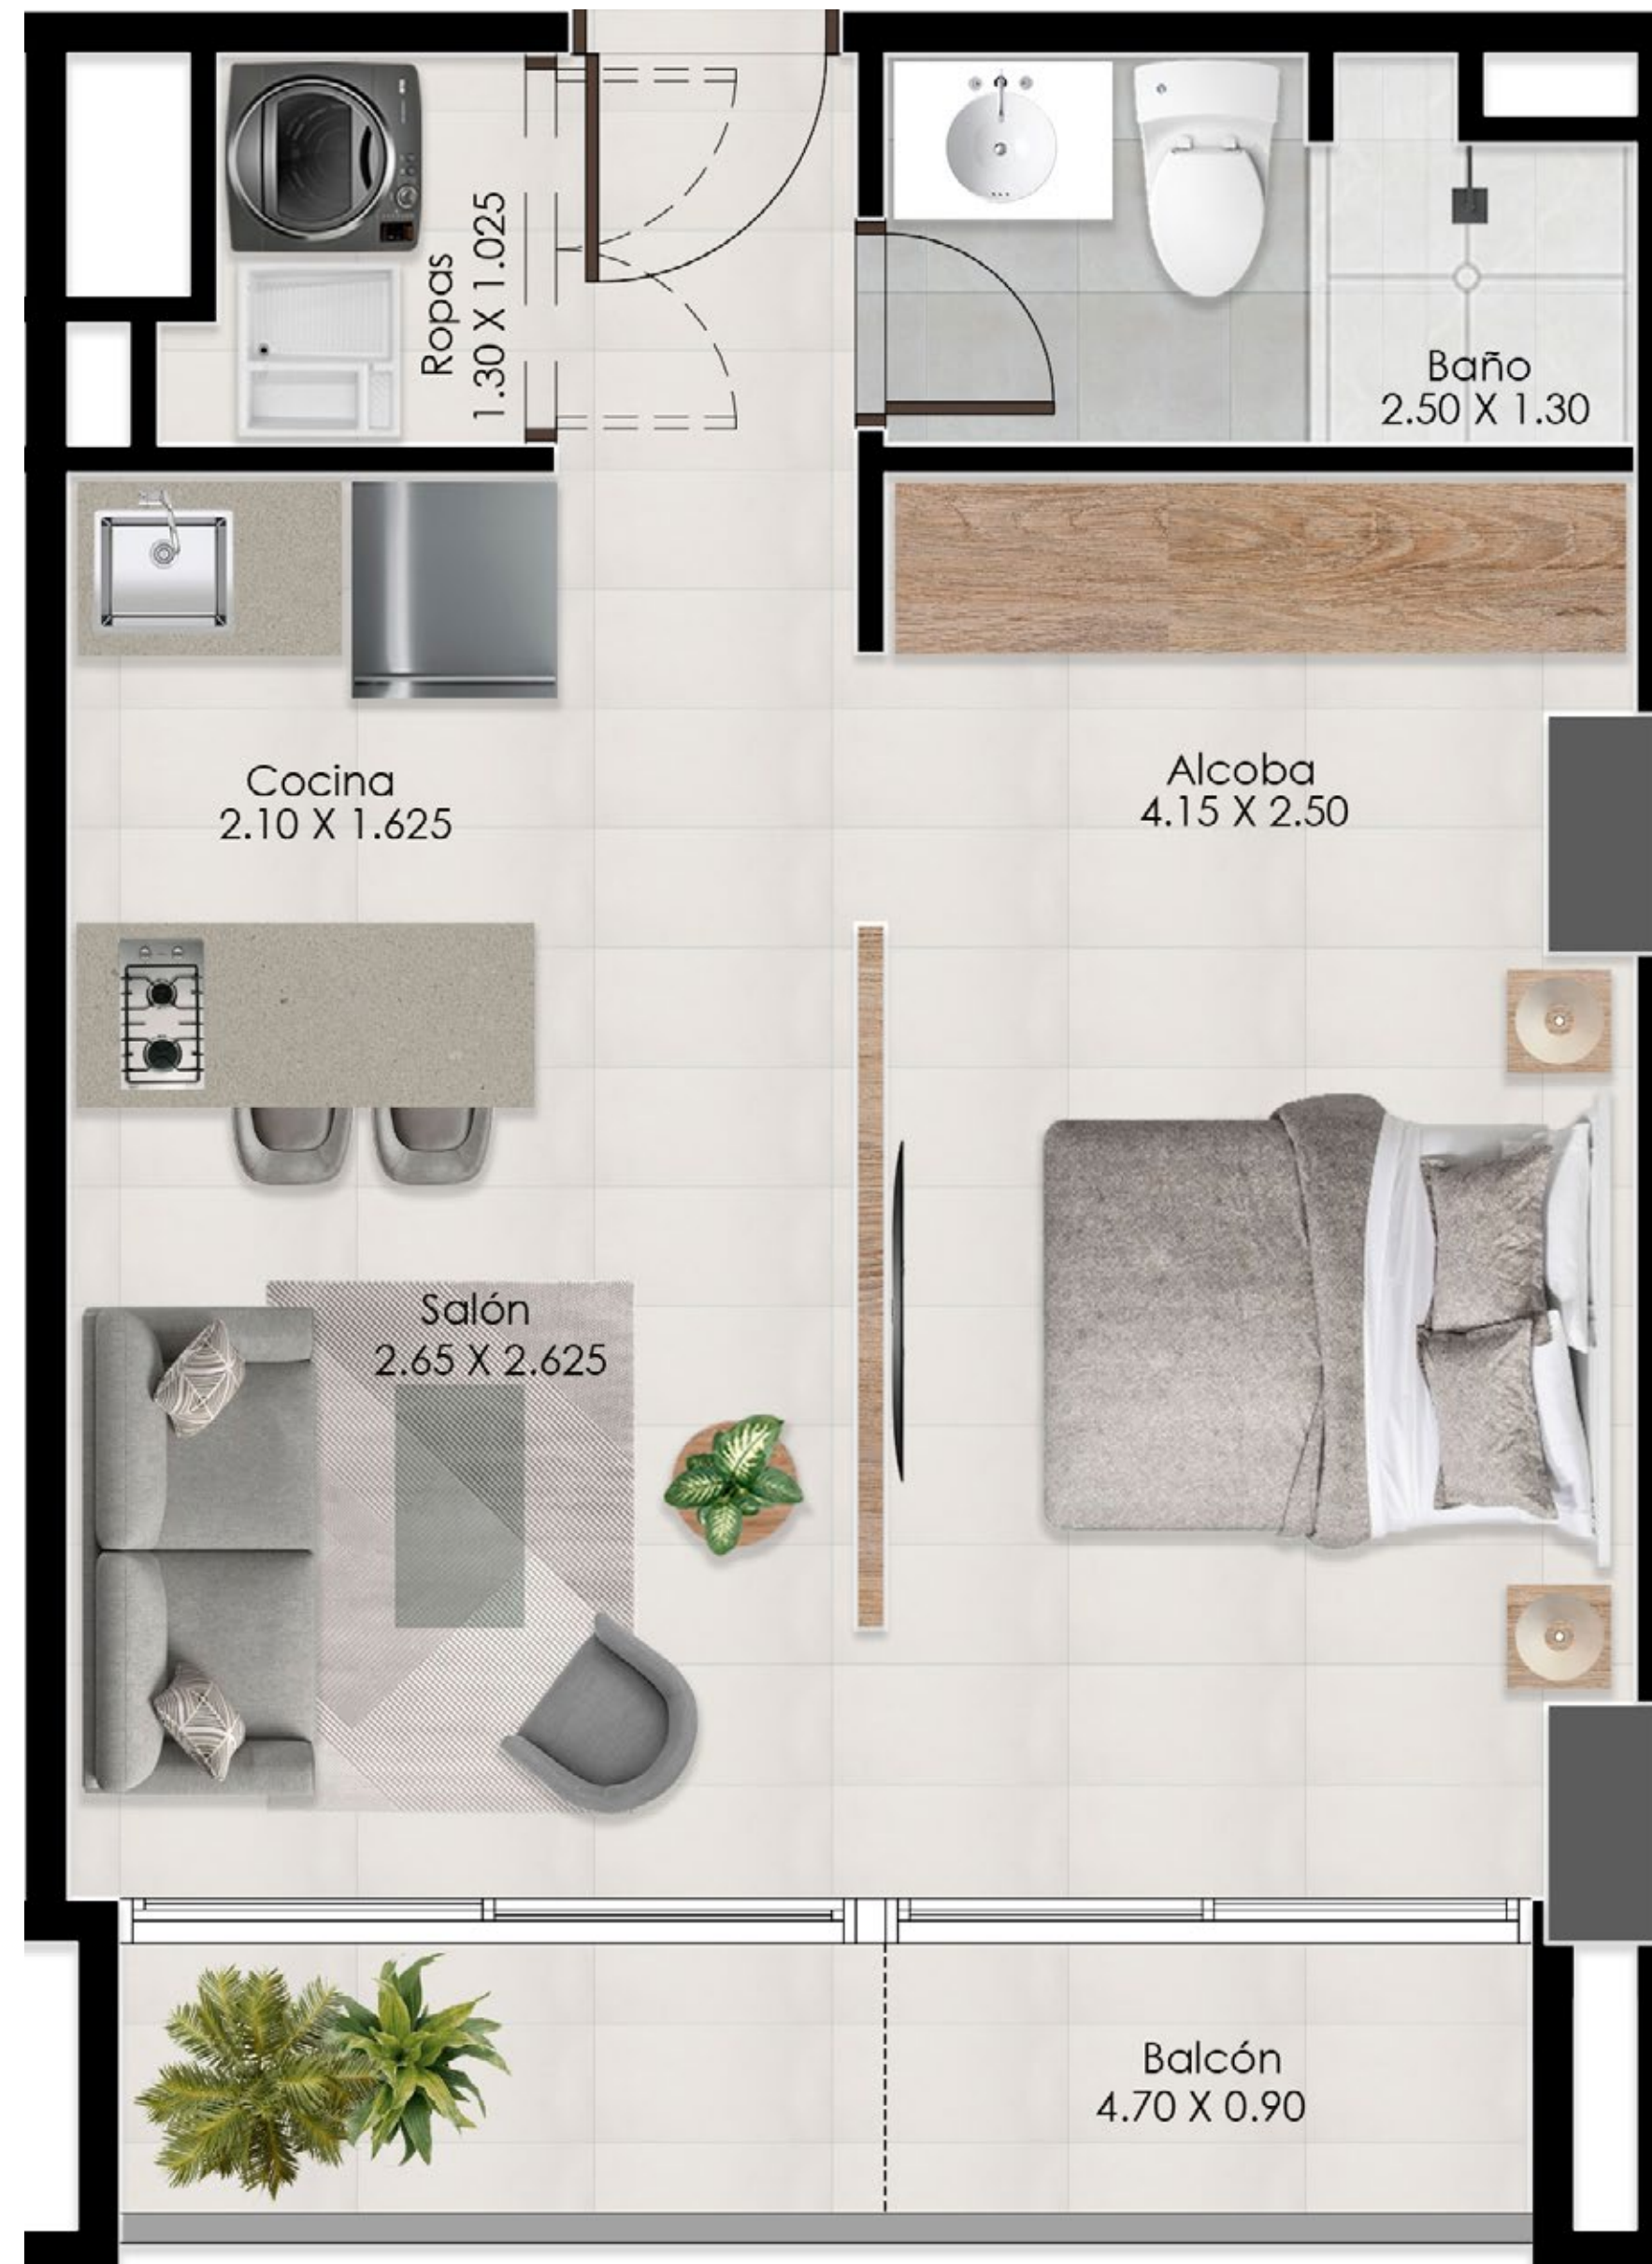 Ropas
1.30 X 1.025
Baño
2.50 X 1.30
Cocina
2.10 X 1.625
Alcoba
4.15 X 2.50
Salón
2.65 X 2.625
Balcón
4.70 X 0.90